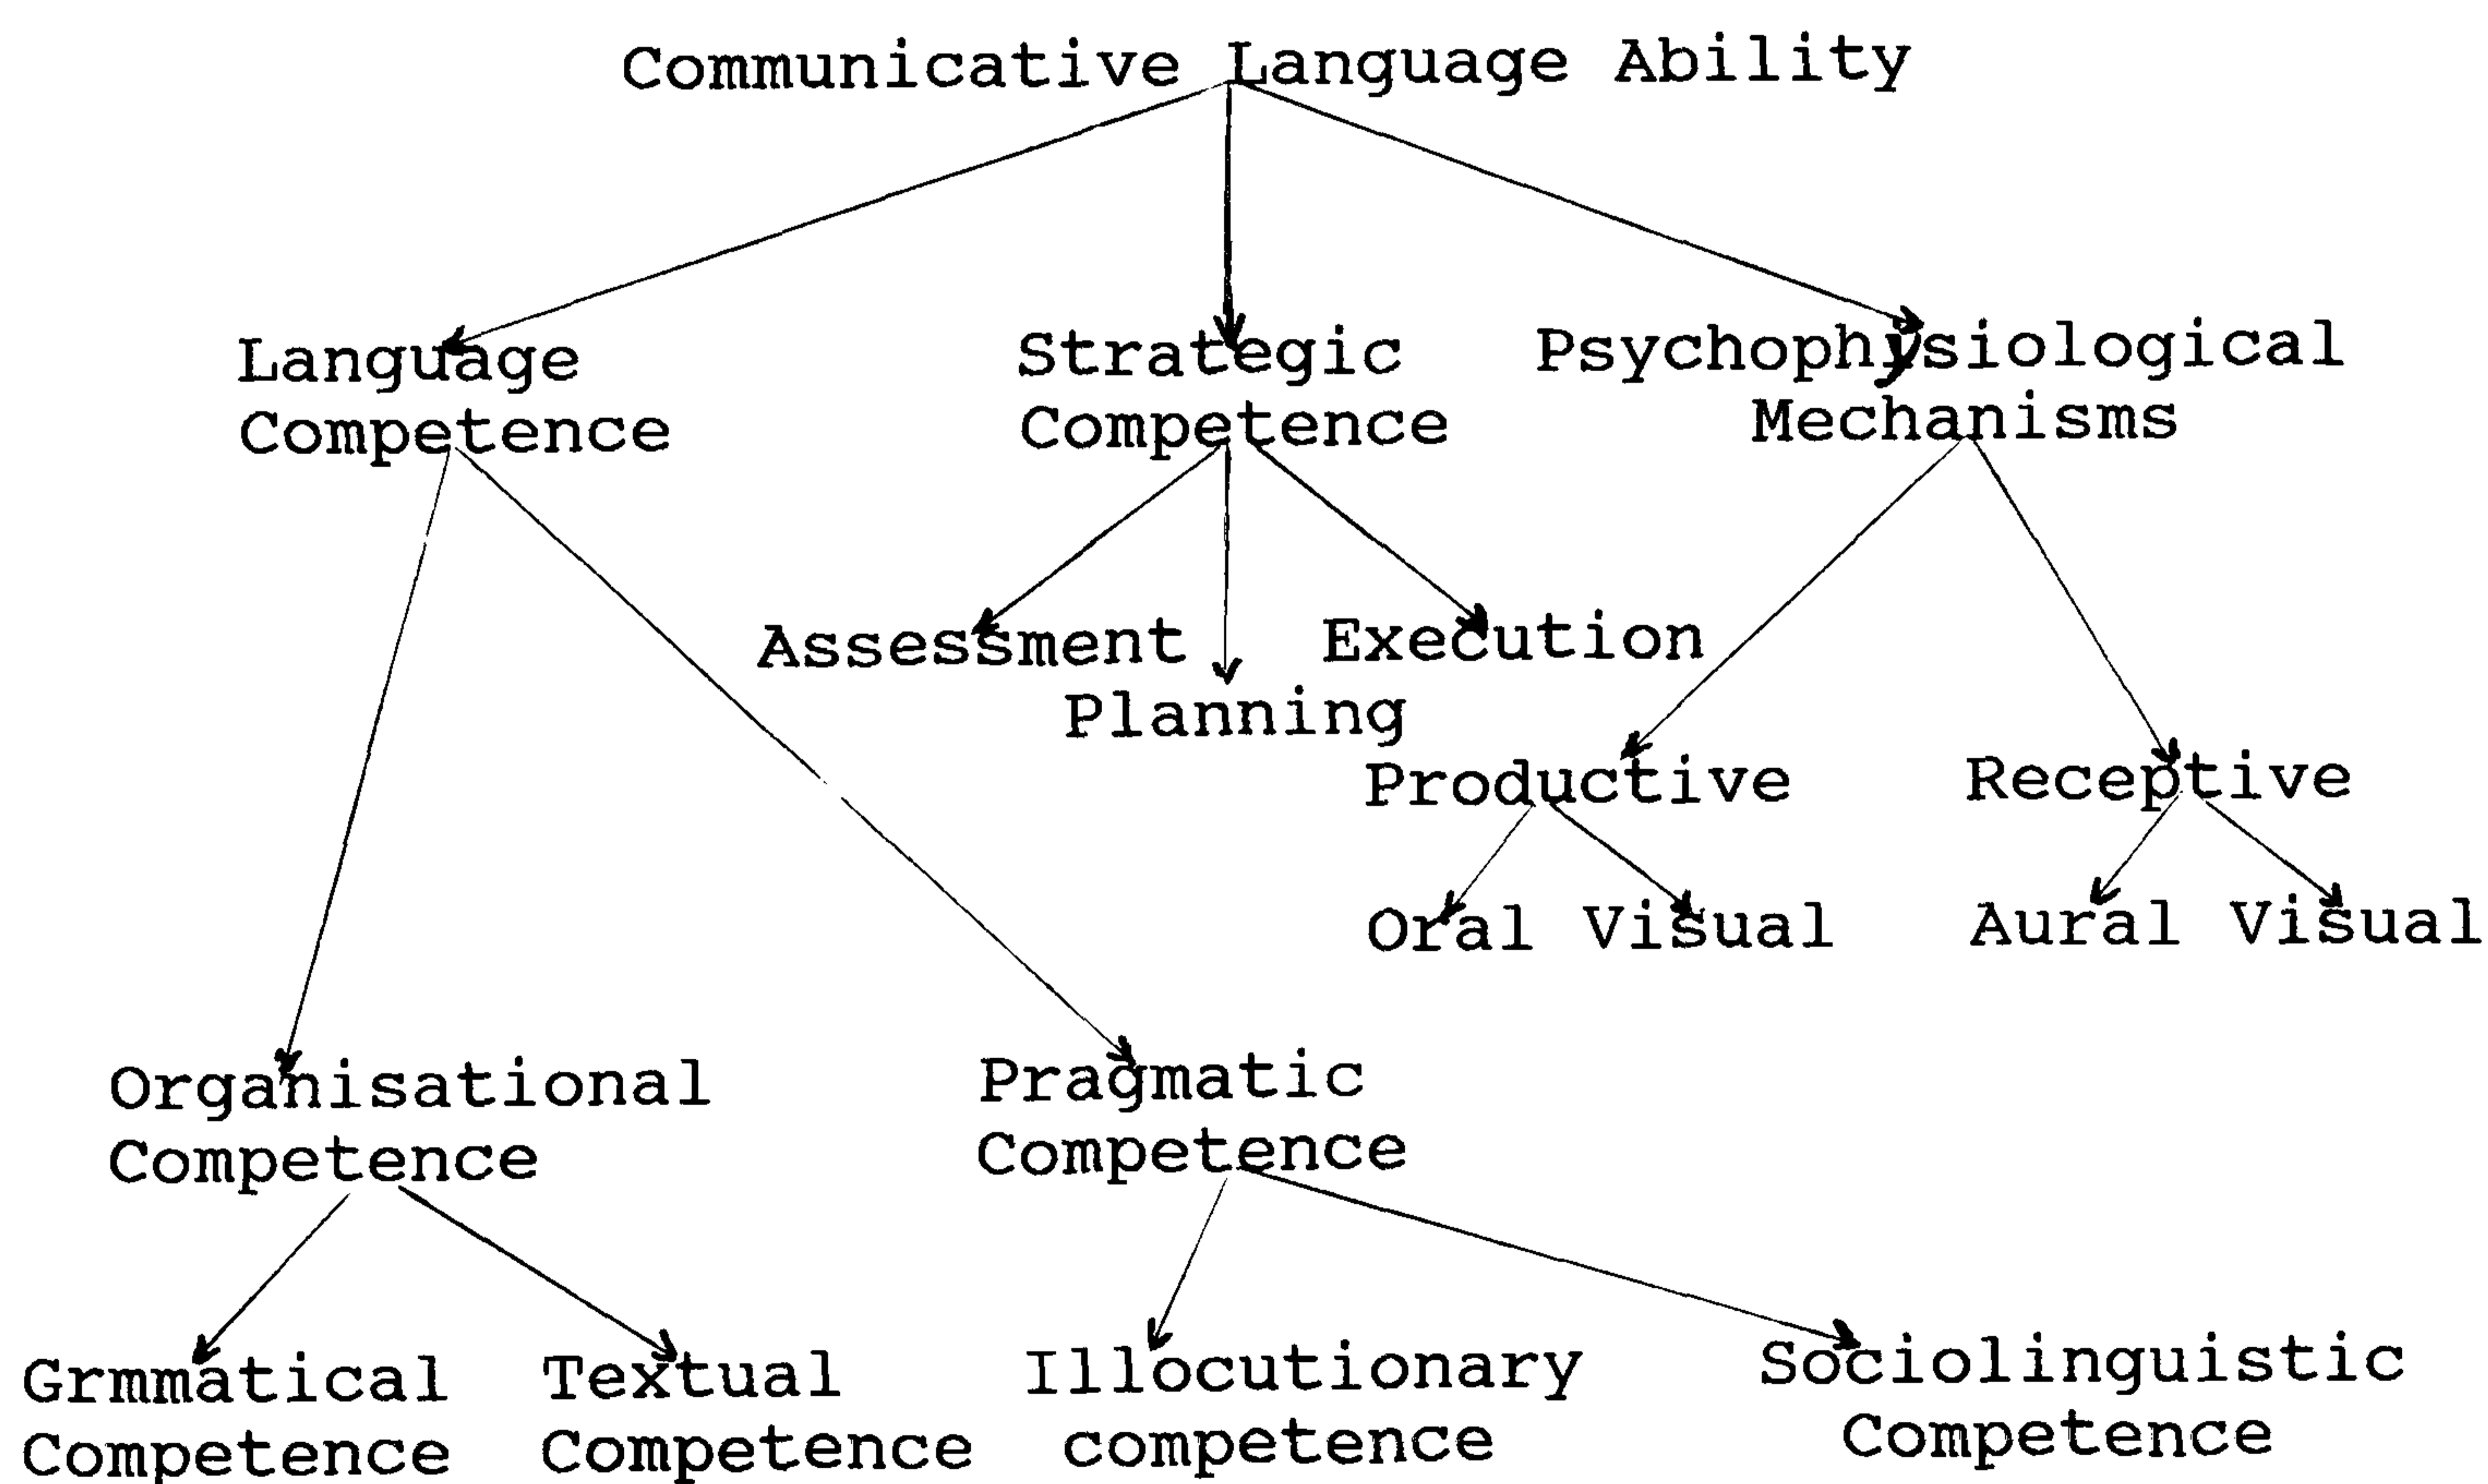 Communicative Language Ability
Language
Competence
Strategic
Competence
Psychophysiological
Mechanisms
Assessment
Execution
Planning
Productive
Receptive
Oral Visual
Aural Visual
Organisational
Competence
Pragmatic
Competence
Grmmatical
Competence
Textual
Competence
Illocutionary
competence
Sociolinguistic
Competence